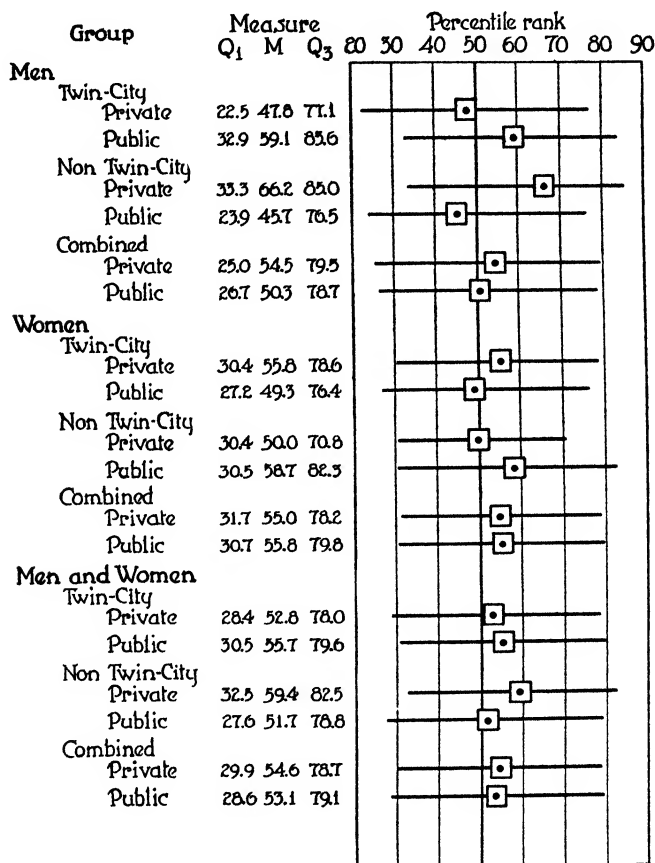 Group Measure Percentile rank
Q1 M Q3 20 30 40 50 60 70 80 90
Men
Twin-City
Private 22.5 47.8 77.1
Public 32.9 59.1 83.6
Non Twin-City
Private 33.3 66.2 85.0
Public 23.9 45.7 76.5
Combined
Private 25.0 54.5 79.5
Public 26.7 50.3 78.7
Women
Twin-City
Private 30.4 55.8 78.6
Public 27.2 49.3 76.4
Non Twin-City
Private 30.4 50.0 70.8
Public 30.5 58.7 82.3
Combined
Private 31.7 55.0 78.2
Public 30.7 55.8 79.8
Men and Women
Twin-City
Private 28.4 52.8 78.0
Public 30.5 55.7 79.6
Non Twin-City
Private 32.5 59.4 82.5
Public 27.6 51.7 78.8
Combined
Private 29.9 54.6 78.7
Public 28.6 53.1 79.1